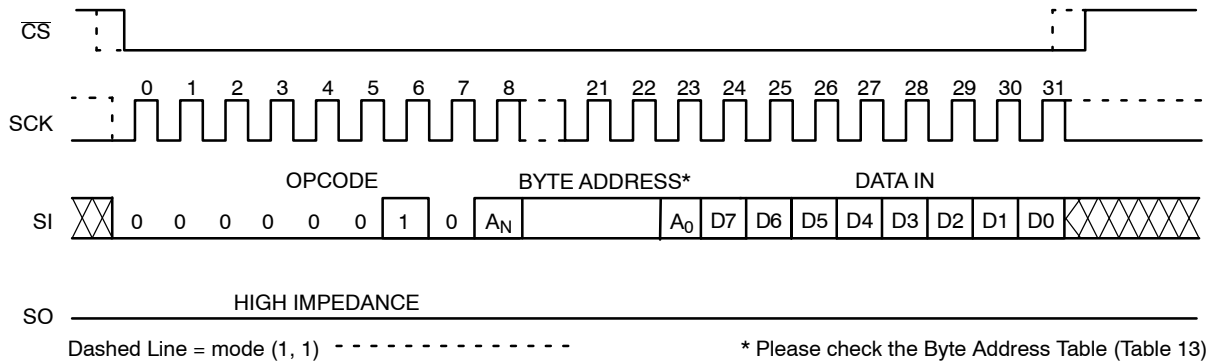 CS
0 1 2 3 4 5 6 7 8 21 22 23 24 25 26 27 28 29 30 31
SCK
OPCODE BYTE ADDRESS* DATA IN
SI 0 0 0 0 0 0 1 0 AN A0 D7 D6 D5 D4 D3 D2 D1 D0
HIGH IMPEDANCE
SO
Dashed Line = mode (1, 1) - - - - - - - - - - - - - - - - * Please check the Byte Address Table (Table 13)